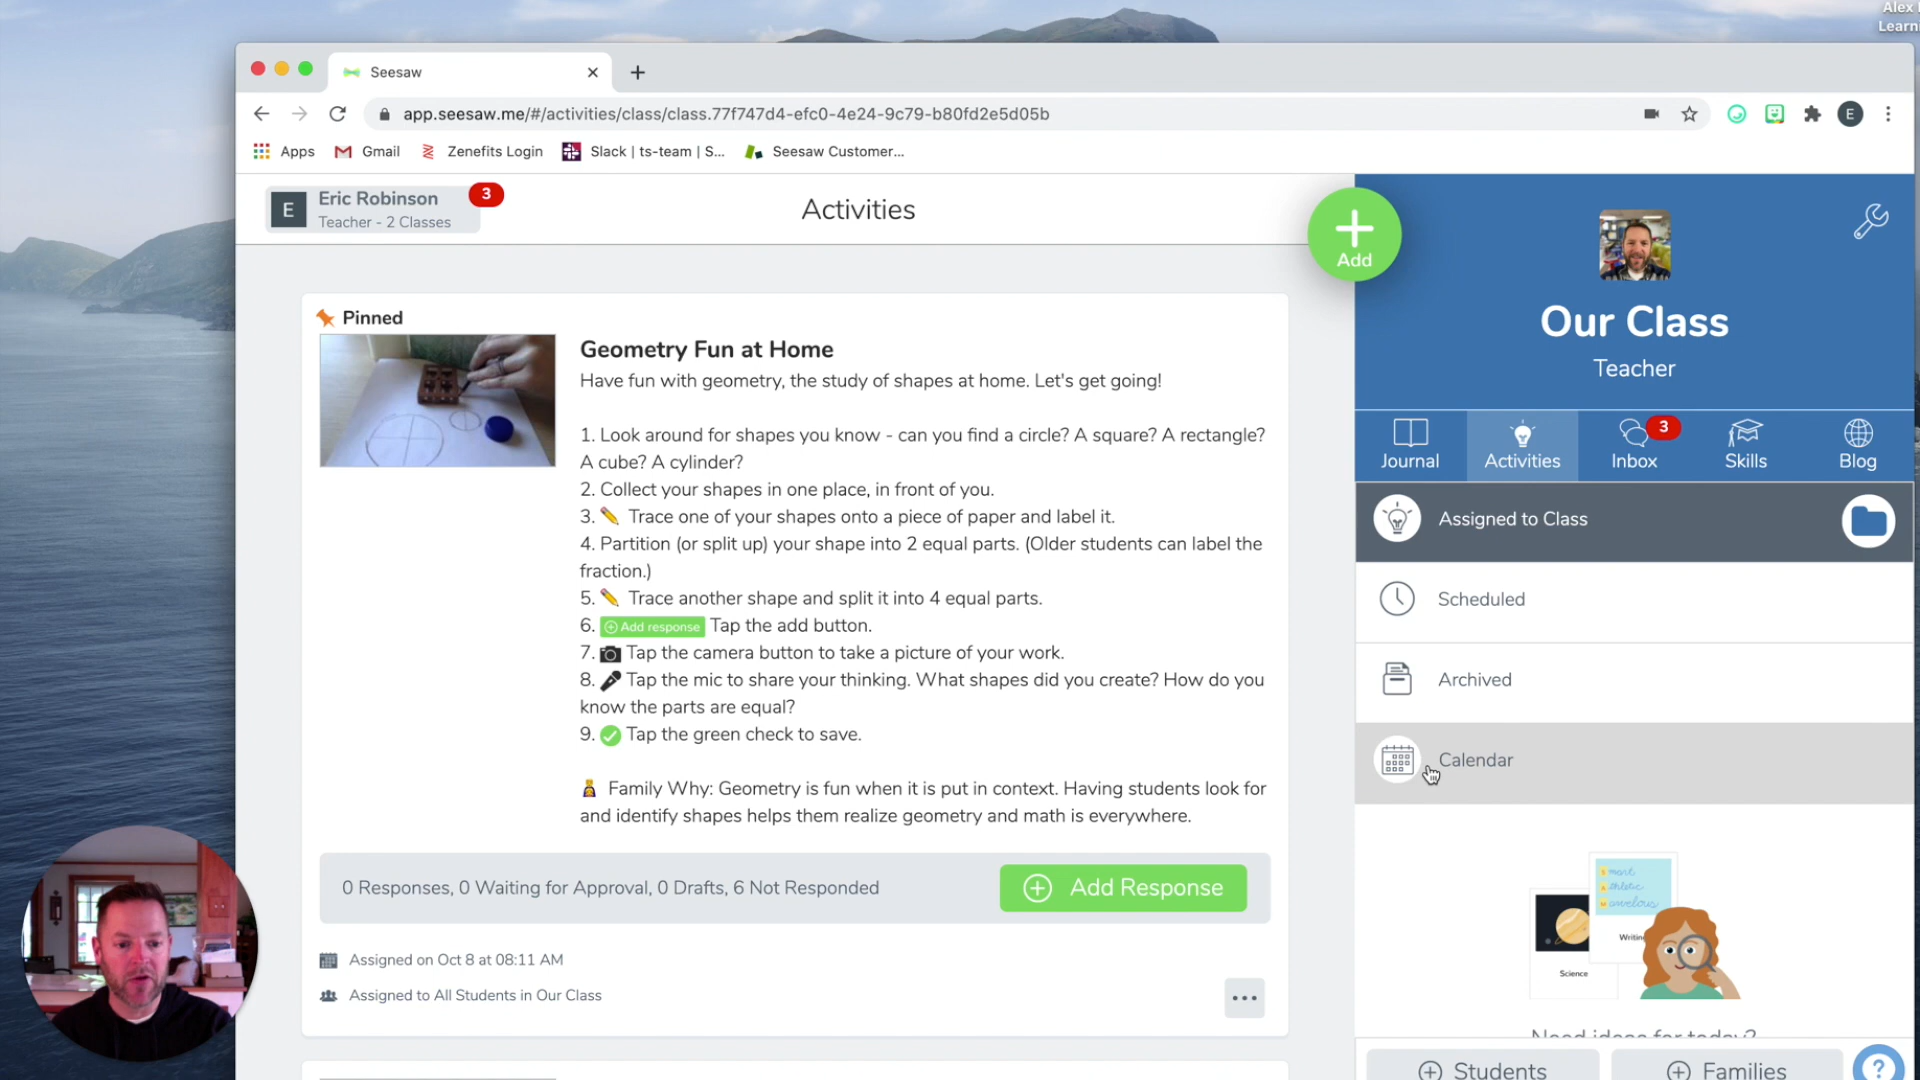 Alex
Learni
Seesaw
app.seesaw.me/#/activities/class/class.77f747d4-efc0-4e24-9c79-b80fd2e5d05b
E
Apps
Gmail
Zenefits Login
Slack | ts-team | S...
Seesaw Customer...
E
Eric Robinson
Teacher - 2 Classes
3
Activities
Add
Our Class
Teacher
Journal
Activities
Inbox
3
Skills
Blog
Assigned to Class
Scheduled
Archived
Calendar
Pinned
Geometry Fun at Home
Have fun with geometry, the study of shapes at home. Let's get going!
1. Look around for shapes you know - can you find a circle? A square? A rectangle?
A cube? A cylinder?
2. Collect your shapes in one place, in front of you.
3. ✏️ Trace one of your shapes onto a piece of paper and label it.
4. Partition (or split up) your shape into 2 equal parts. (Older students can label the
fraction.)
5. ✏️ Trace another shape and split it into 4 equal parts.
6. Add response Tap the add button.
7. Tap the camera button to take a picture of your work.
8. Tap the mic to share your thinking. What shapes did you create? How do you
know the parts are equal?
9. Tap the green check to save.
Family Why: Geometry is fun when it is put in context. Having students look for
and identify shapes helps them realize geometry and math is everywhere.
0 Responses, 0 Waiting for Approval, 0 Drafts, 6 Not Responded
Add Response
Assigned on Oct 8 at 08:11 AM
Assigned to All Students in Our Class
Smart
Athletic
Marvelous
Writing
Science
Need ideas for today?
Students
Families
?